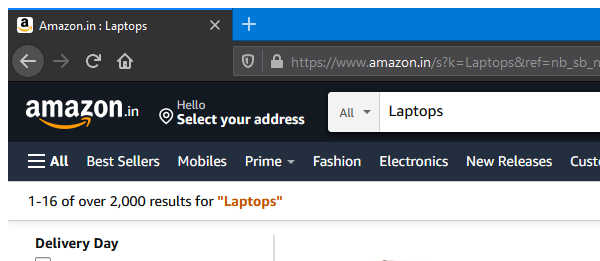 Amazon.in : Laptops
https://www.amazon.in/s?k=Laptops&ref=nb_sb_n
amazon.in
Hello
Select your address
All
Laptops
All Best Sellers Mobiles Prime Fashion Electronics New Releases Cust
1-16 of over 2,000 results for "Laptops"
Delivery Day